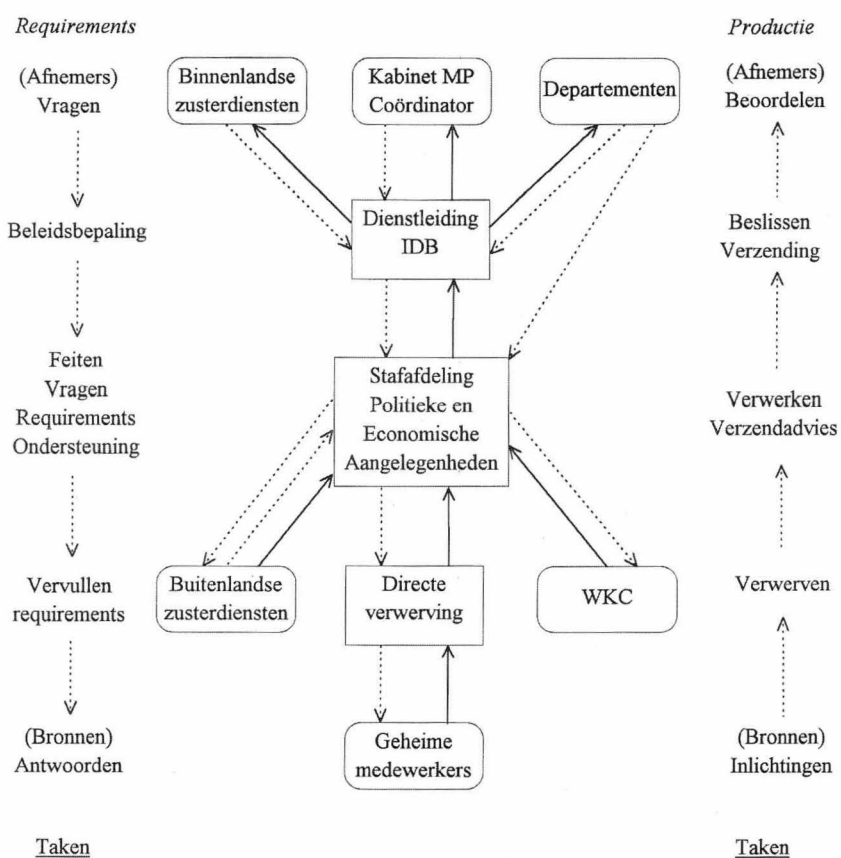 Requirements
Productie
(Afnemers)
Vragen
Binnenlandse
zusterdiensten
Kabinet MP
Coördinator
Departementen
(Afnemers)
Beoordelen
Beleidsbepaling
Dienstleiding
IDB
Beslissen
Verzending
Feiten
Vragen
Requirements
Ondersteuning
Stafafdeling
Politieke en
Economische
Aangelegenheden
Verwerken
Verzendadvies
Vervullen
requirements
Buitenlandse
zusterdiensten
Directe
verwerving
WKC
Verwerven
(Bronnen)
Antwoorden
Geheime
medewerkers
(Bronnen)
Inlichtingen
Taken
Taken